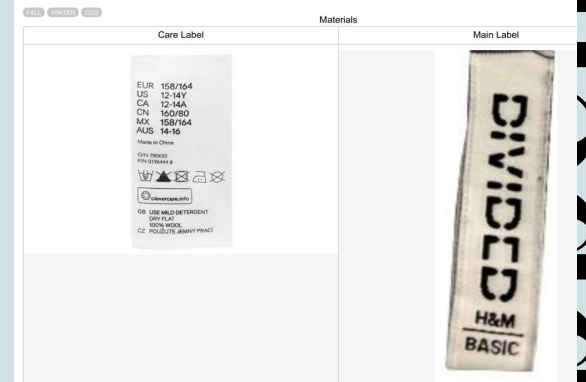 FALL WINTER 2022
Materials
Care Label
Main Label
EUR 158/164
US 12-14Y
CA 12-14A
CN 160/80
MX 158/164
AUS 14-16
Made in China
O/N 780650
P/N 0196444 B
clevercare.info
GB USE MILD DETERGENT
DRY FLAT
100% WOOL
CZ POUŽIJTE JEMNÝ PRACÍ
DIVIDED
H&M
BASIC